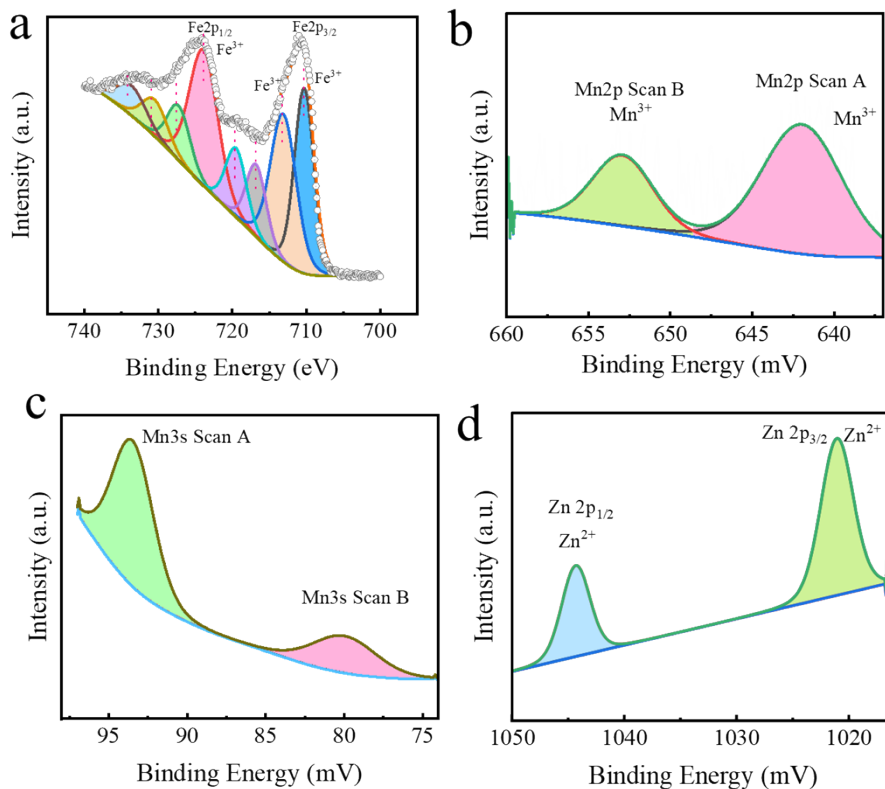 a
Fe2p1/2
Fe2p3/2
Fe3+
Fe3+
Fe3+
Intensity (a.u.)
740 730 720 710 700
Binding Energy (eV)
b
Mn2p Scan B
Mn3+
Mn2p Scan A
Mn3+
Intensity (a.u.)
660 655 650 645 640
Binding Energy (mV)
c
Mn3s Scan A
Mn3s Scan B
Intensity (a.u.)
95 90 85 80 75
Binding Energy (mV)
d
Zn 2p3/2 Zn2+
Zn 2p1/2
Zn2+
Intensity (a.u.)
1050 1040 1030 1020
Binding Energy (mV)